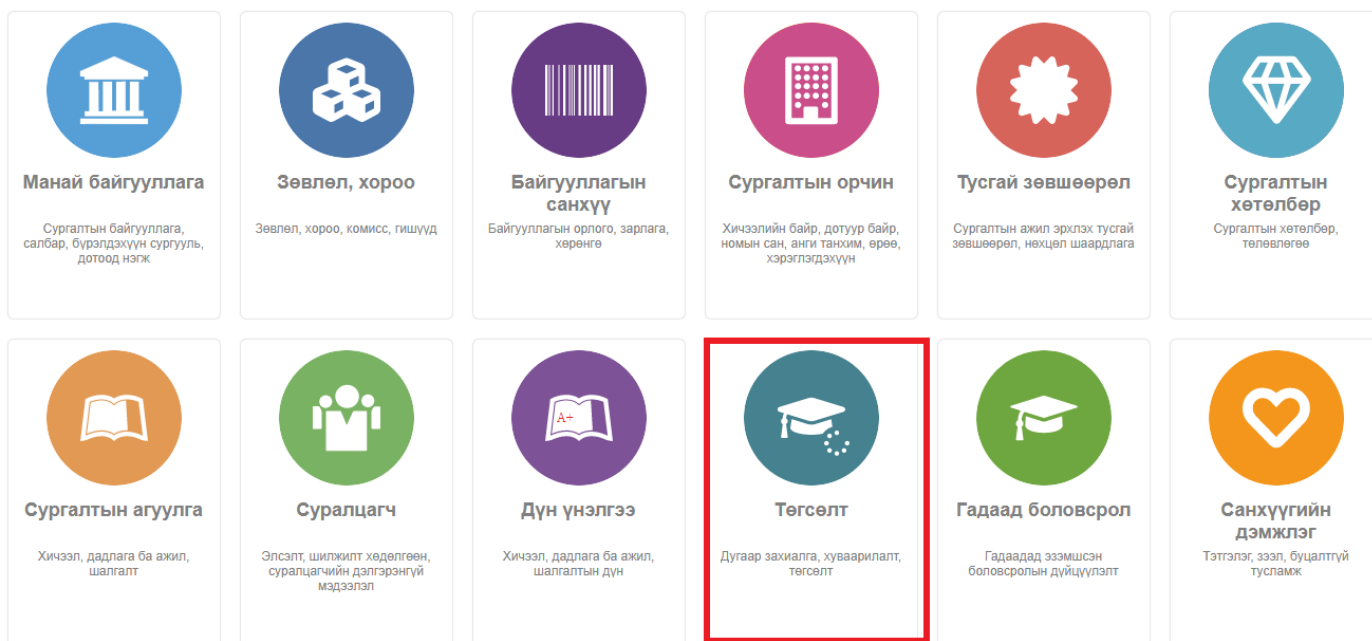 Манай байгууллага
Сургалтын байгууллага,
салбар, бүрэлдэхүүн сургууль,
дотоод нэгж
Зөвлөл, хороо
Зөвлөл, хороо, комисс, гишүүд
Байгууллагын
санхүү
Байгууллагын орлого, зарлага,
хөрөнгө
Сургалтын орчин
Хичээлийн байр, дотуур байр,
номын сан, анги танхим, өрөө,
хэрэглэгдэхүүн
Тусгай зөвшөөрөл
Сургалтын ажил эрхлэх тусгай
зөвшөөрөл, нөхцөл шаардлага
Сургалтын
хөтөлбөр
Сургалтын хөтөлбөр,
төлөвлөгөө
Сургалтын агуулга
Хичээл, дадлага ба ажил,
шалгалт
Суралцагч
Элсэлт, шилжилт хөдөлгөөн,
суралцагчийн дэлгэрэнгүй
мэдээлэл
A+
Дүн үнэлгээ
Хичээл, дадлага ба ажил,
шалгалтын дүн
Төгсөлт
Дугаар захиалга, хуваарилалт,
төгсөлт
Гадаад боловсрол
Гадаадад эзэмшсэн
боловсролын дүйцүүлэлт
Санхүүгийн
дэмжлэг
Тэтгэлэг, зээл, буцалтгүй
тусламж